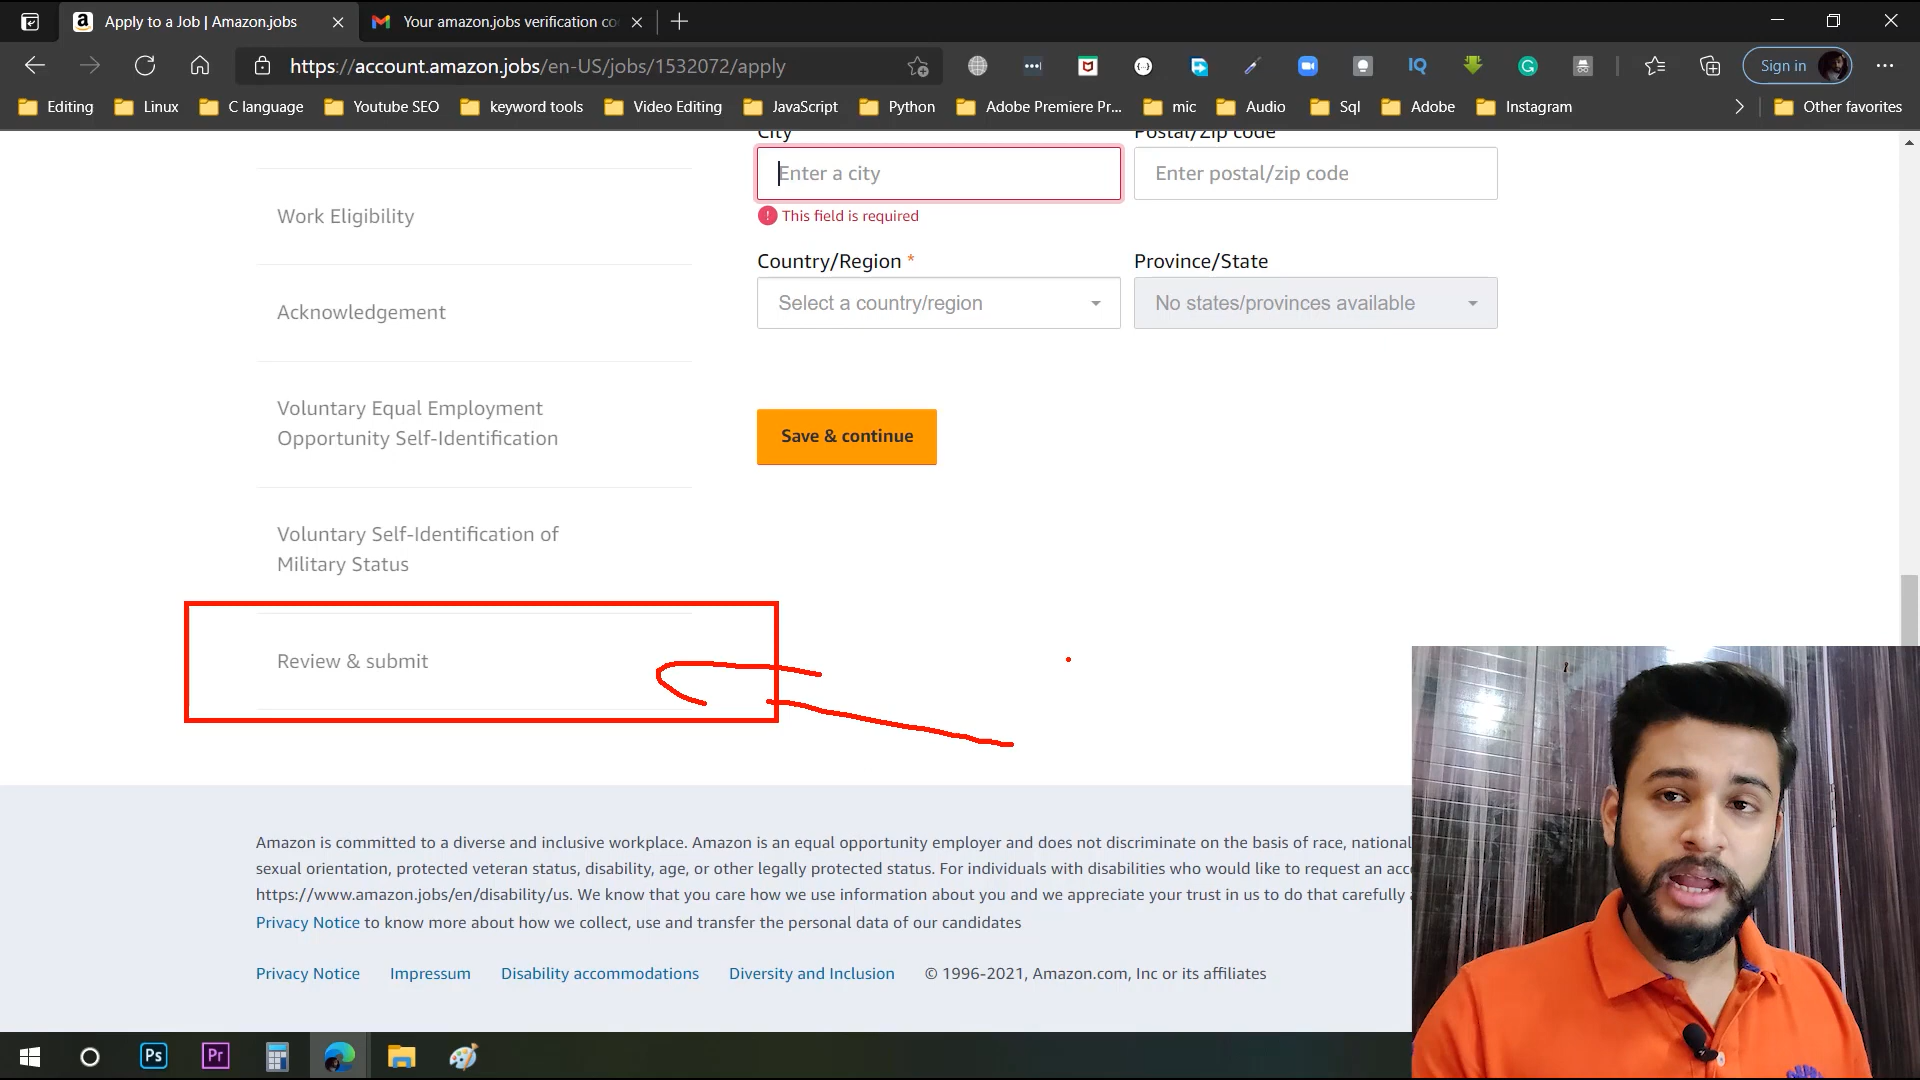 Apply to a Job | Amazon.jobs
Your amazon.jobs verification co
https://account.amazon.jobs/en-US/jobs/1532072/apply
IQ
Sign in
Editing
Linux
C language
Youtube SEO
keyword tools
Video Editing
JavaScript
Python
Adobe Premiere Pr...
mic
Audio
Sql
Adobe
Instagram
Other favorites
City
Postal/Zip code
Enter a city
Enter postal/zip code
This field is required
Country/Region *
Province/State
Select a country/region
No states/provinces available
Save & continue
Work Eligibility
Acknowledgement
Voluntary Equal Employment
Opportunity Self-Identification
Voluntary Self-Identification of
Military Status
Review & submit
Amazon is committed to a diverse and inclusive workplace. Amazon is an equal opportunity employer and does not discriminate on the basis of race, national
sexual orientation, protected veteran status, disability, age, or other legally protected status. For individuals with disabilities who would like to request an acc
https://www.amazon.jobs/en/disability/us. We know that you care how we use information about you and we appreciate your trust in us to do that carefully a
Privacy Notice to know more about how we collect, use and transfer the personal data of our candidates
Privacy Notice
Impressum
Disability accommodations
Diversity and Inclusion
© 1996-2021, Amazon.com, Inc or its affiliates
Ps
Pr